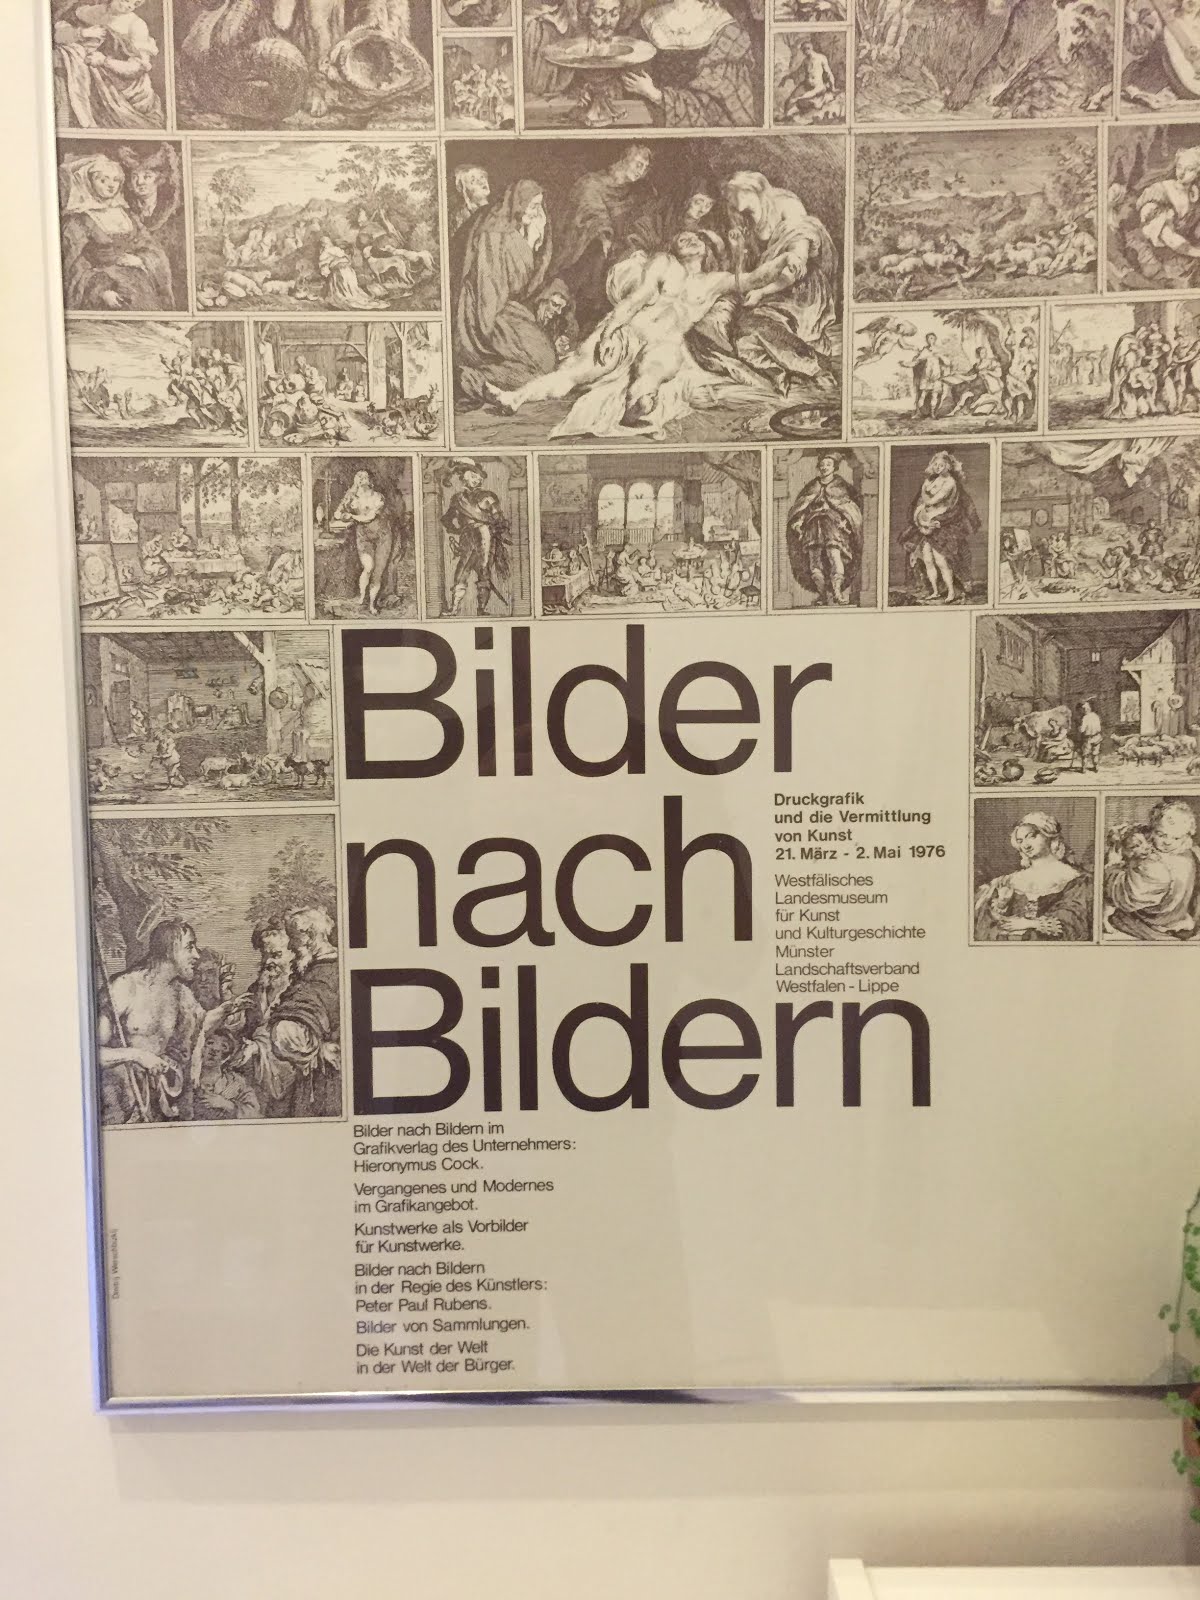 Bilder
nach
Bildern
Druckgrafik
und die Vermittlung
von Kunst
21. März - 2. Mai 1976
Westfälisches
Landesmuseum
für Kunst
und Kulturgeschichte
Münster
Landschaftsverband
Westfalen - Lippe
Bilder nach Bildern im
Grafikverlag des Unternehmers:
Hieronymus Cock.
Vergangenes und Modernes
im Grafikangebot.
Kunstwerke als Vorbilder
für Kunstwerke.
Bilder nach Bildern
in der Regie des Künstlers:
Peter Paul Rubens.
Bilder von Sammlungen.
Die Kunst der Welt
in der Welt der Bürger.